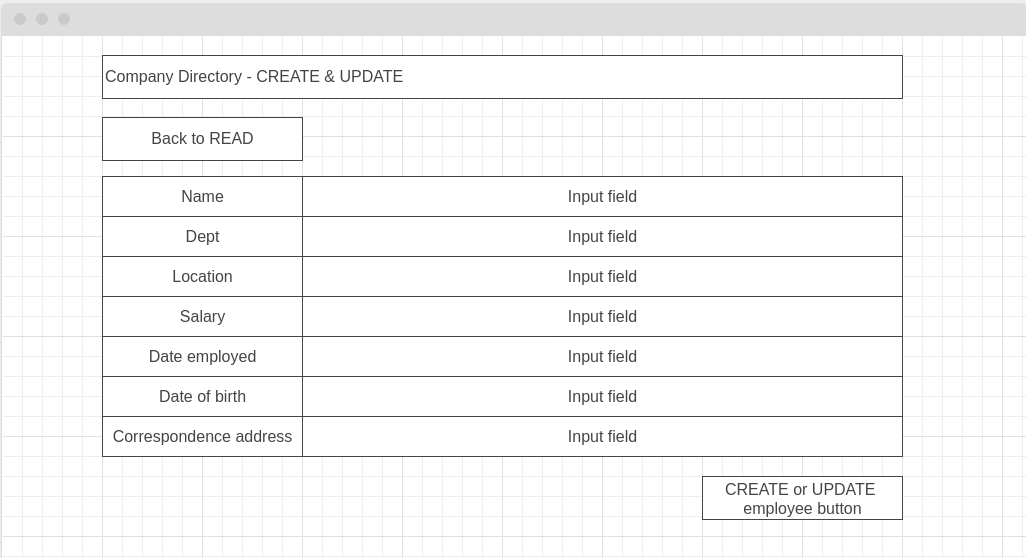 Company Directory - CREATE & UPDATE
Back to READ
Name Input field
Dept Input field
Location Input field
Salary Input field
Date employed Input field
Date of birth Input field
Correspondence address Input field
CREATE or UPDATE
employee button